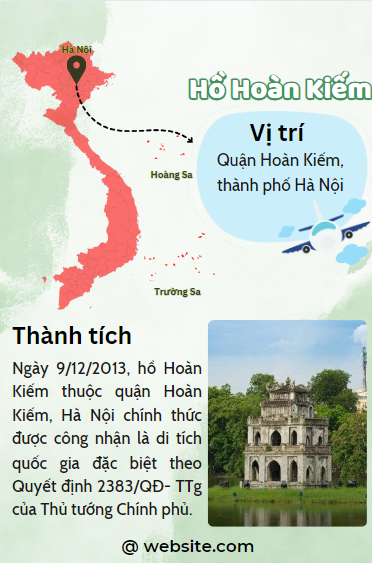 Hà Nội
Hồ Hoàn Kiếm
Vị trí
Quận Hoàn Kiếm,
thành phố Hà Nội
Hoàng Sa
Trường Sa
Thành tích
Ngày 9/12/2013, hồ Hoàn
Kiếm thuộc quận Hoàn
Kiếm, Hà Nội chính thức
được công nhận là di tích
quốc gia đặc biệt theo
Quyết định 2383/QĐ- TTg
của Thủ tướng Chính phủ.
@ website.com